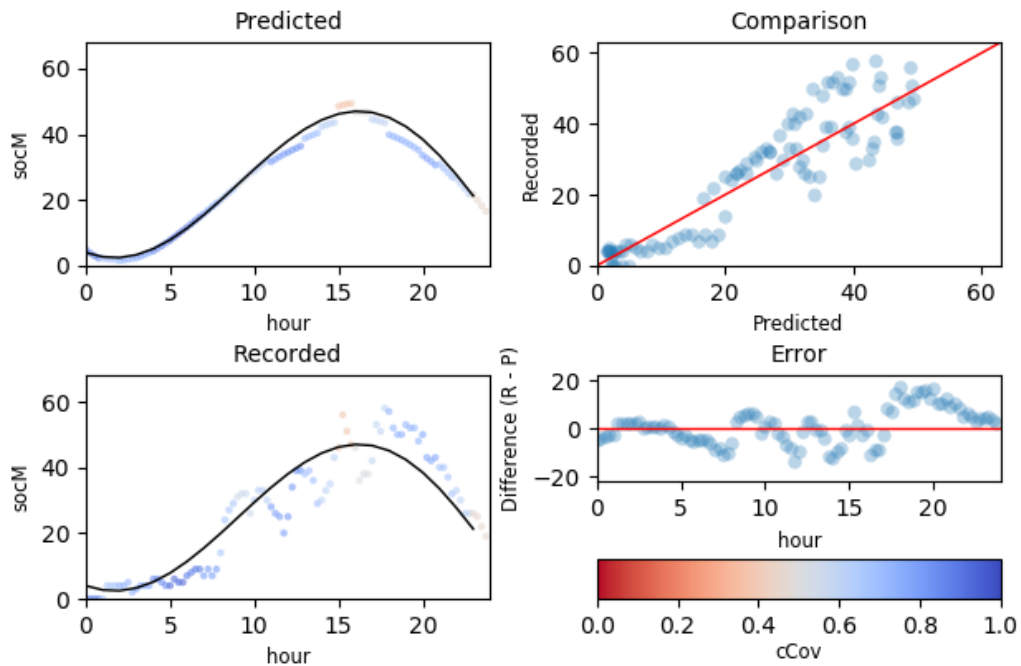 Predicted
60
40
20
0
socM
0 5 10 15 20
hour
Comparison
60
40
20
0
Recorded
0 20 40 60
Predicted
Recorded
60
40
20
0
socM
0 5 10 15 20
hour
Error
20
0
−20
Difference (R - P)
0 5 10 15 20
hour
0.0 0.2 0.4 0.6 0.8 1.0
cCov